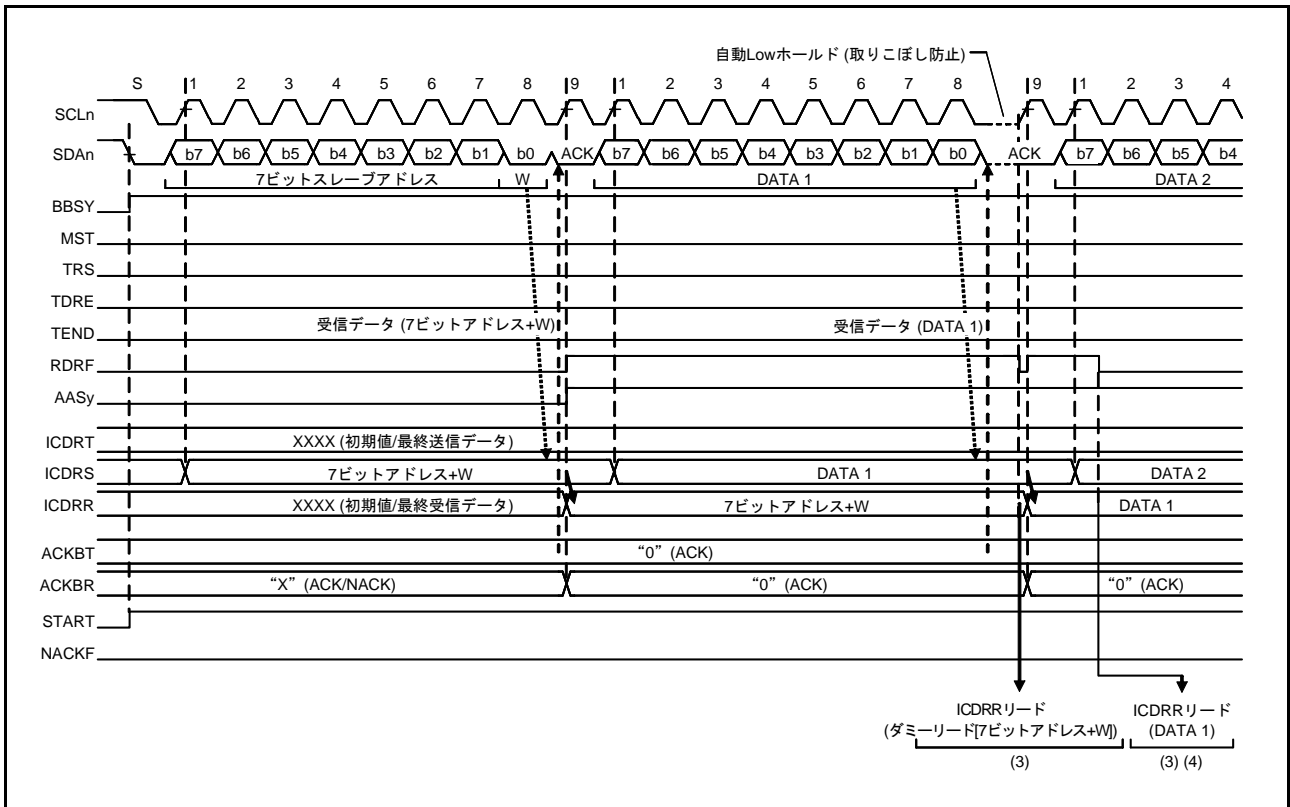 自動Lowホールド (取りこぼし防止)
S 1 2 3 4 5 6 7 8 9 1 2 3 4 5 6 7 8 9 1 2 3 4
SCLn
SDAn b7 b6 b5 b4 b3 b2 b1 b0 ACK b7 b6 b5 b4 b3 b2 b1 b0 ACK b7 b6 b5 b4
7ビットスレーブアドレス W DATA 1 DATA 2
BBSY
MST
TRS
TDRE
受信データ (7ビットアドレス+W) 受信データ (DATA 1)
TEND
RDRF
AASy
ICDRT XXXX (初期値/最終送信データ)
ICDRS 7ビットアドレス+W DATA 1 DATA 2
ICDRR XXXX (初期値/最終受信データ) 7ビットアドレス+W DATA 1
ACKBT “0” (ACK)
ACKBR “X” (ACK/NACK) “0” (ACK) “0” (ACK)
START
NACKF
ICDRRリード
(ダミーリード[7ビットアドレス+W])
(3)
ICDRRリード
(DATA 1)
(3) (4)